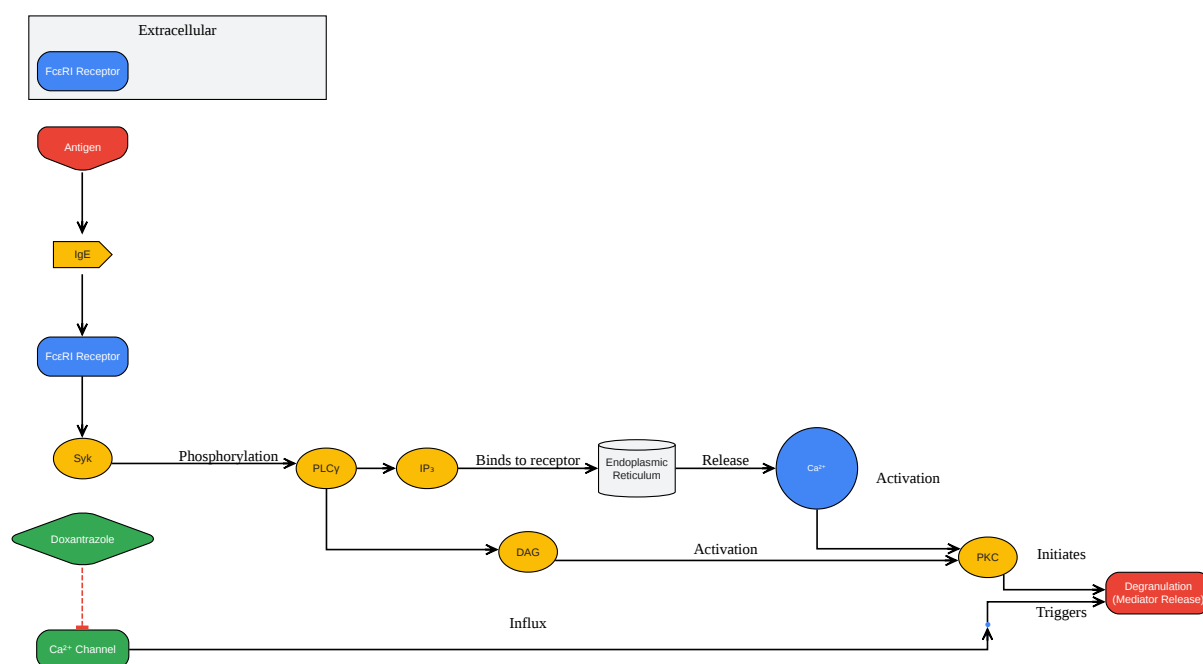 Extracellular
FcεRI Receptor
Antigen
IgE
FcεRI Receptor
Syk
Phosphorylation
PLCγ
IP₃
Binds to receptor
Endoplasmic
Reticulum
Release
Ca²⁺
Activation
Doxantrazole
DAG
Activation
PKC
Initiates
Degranulation
(Mediator Release)
Triggers
Influx
Ca²⁺ Channel